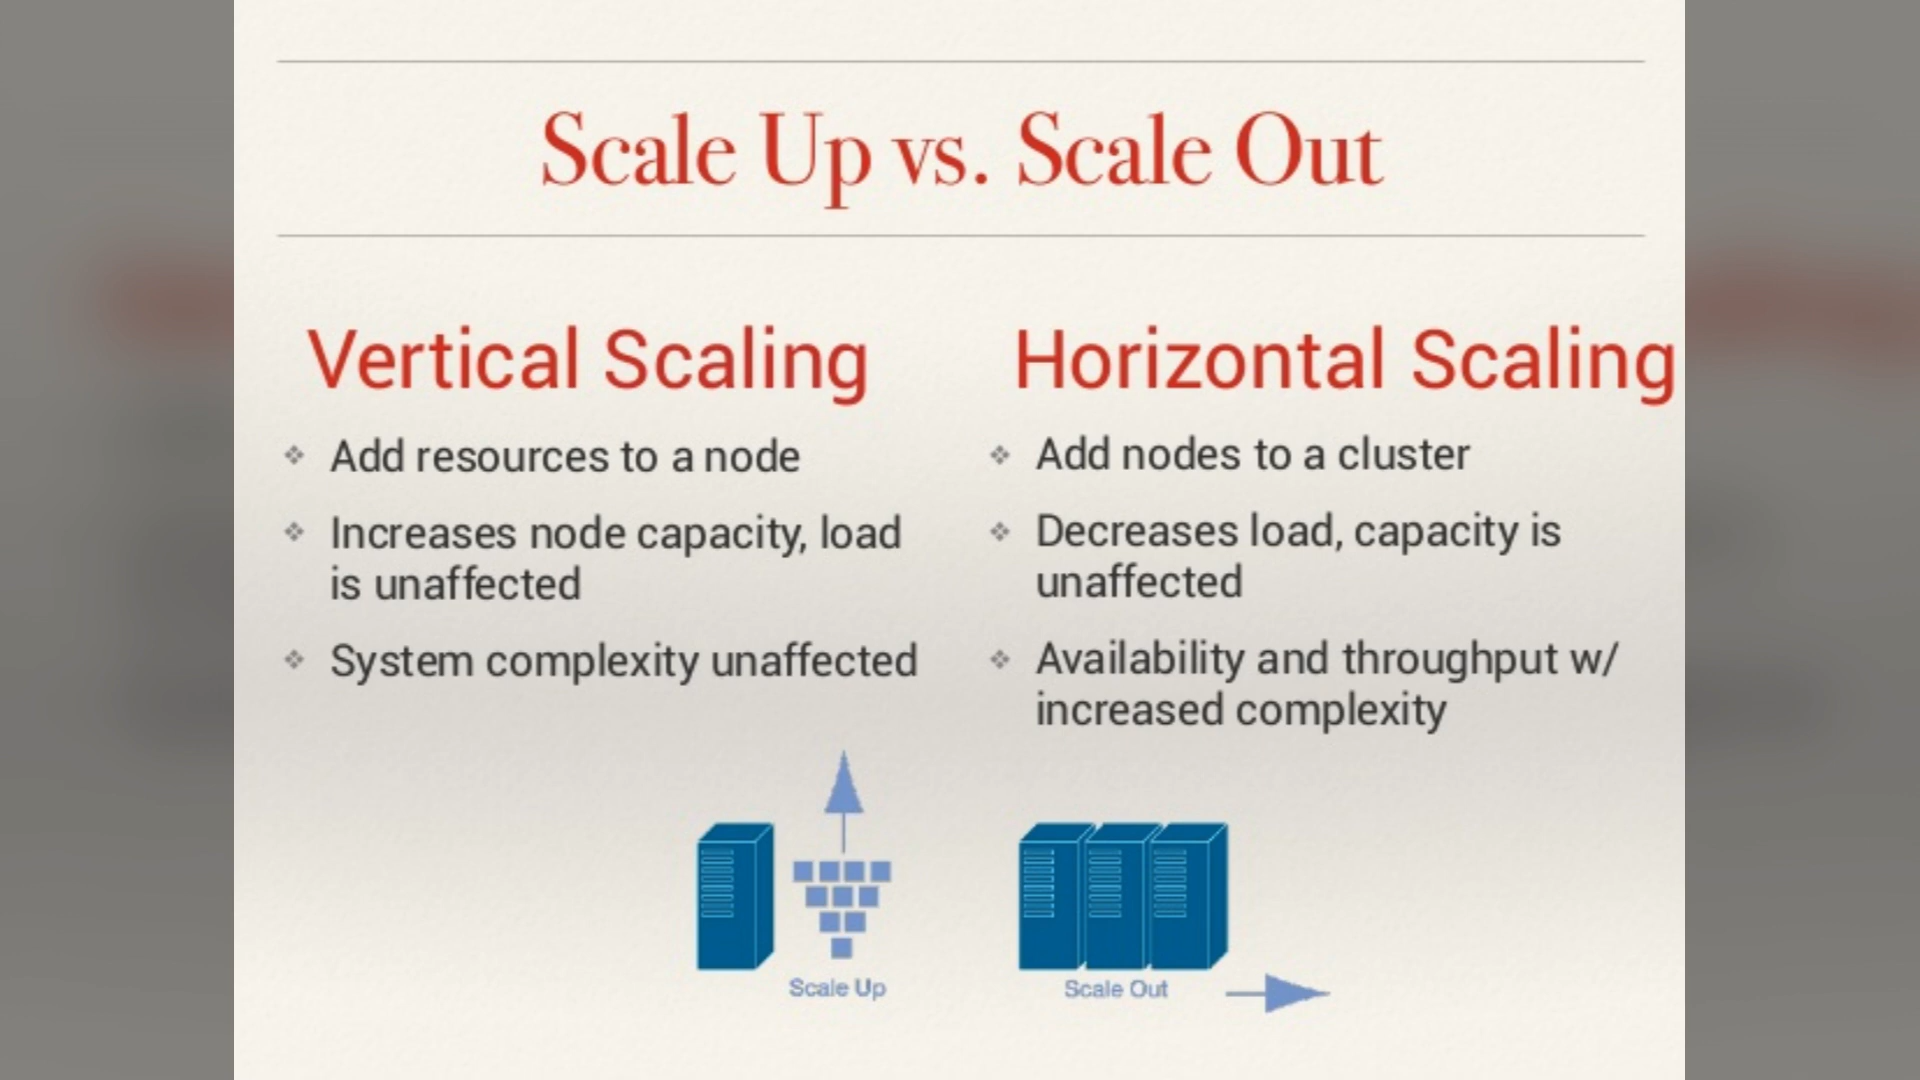 Scale Up vs. Scale Out
Vertical Scaling
Add resources to a node
Increases node capacity, load
is unaffected
System complexity unaffected
Horizontal Scaling
Add nodes to a cluster
Decreases load, capacity is
unaffected
Availability and throughput w/
increased complexity
Scale Up
Scale Out